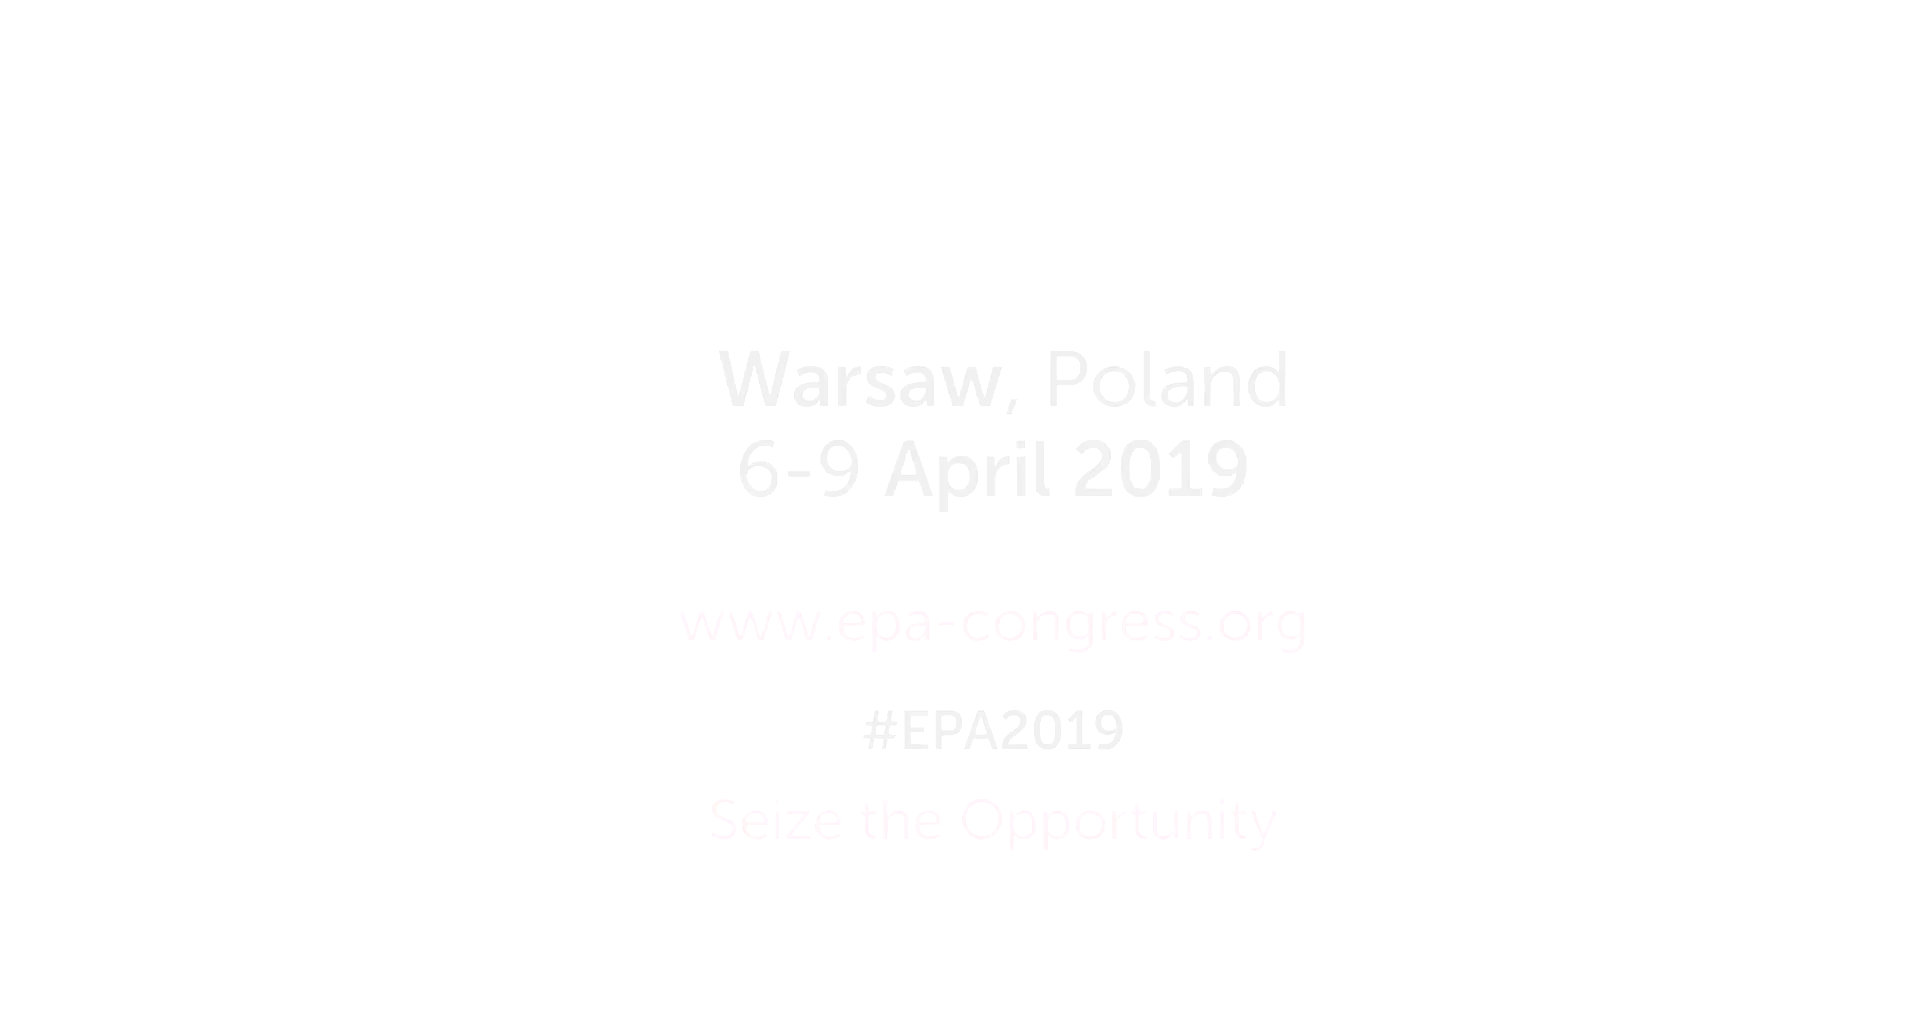 Warsaw, Poland
6-9 April 2019
www.epa-congress.org
#EPA2019
Seize the Opportunity